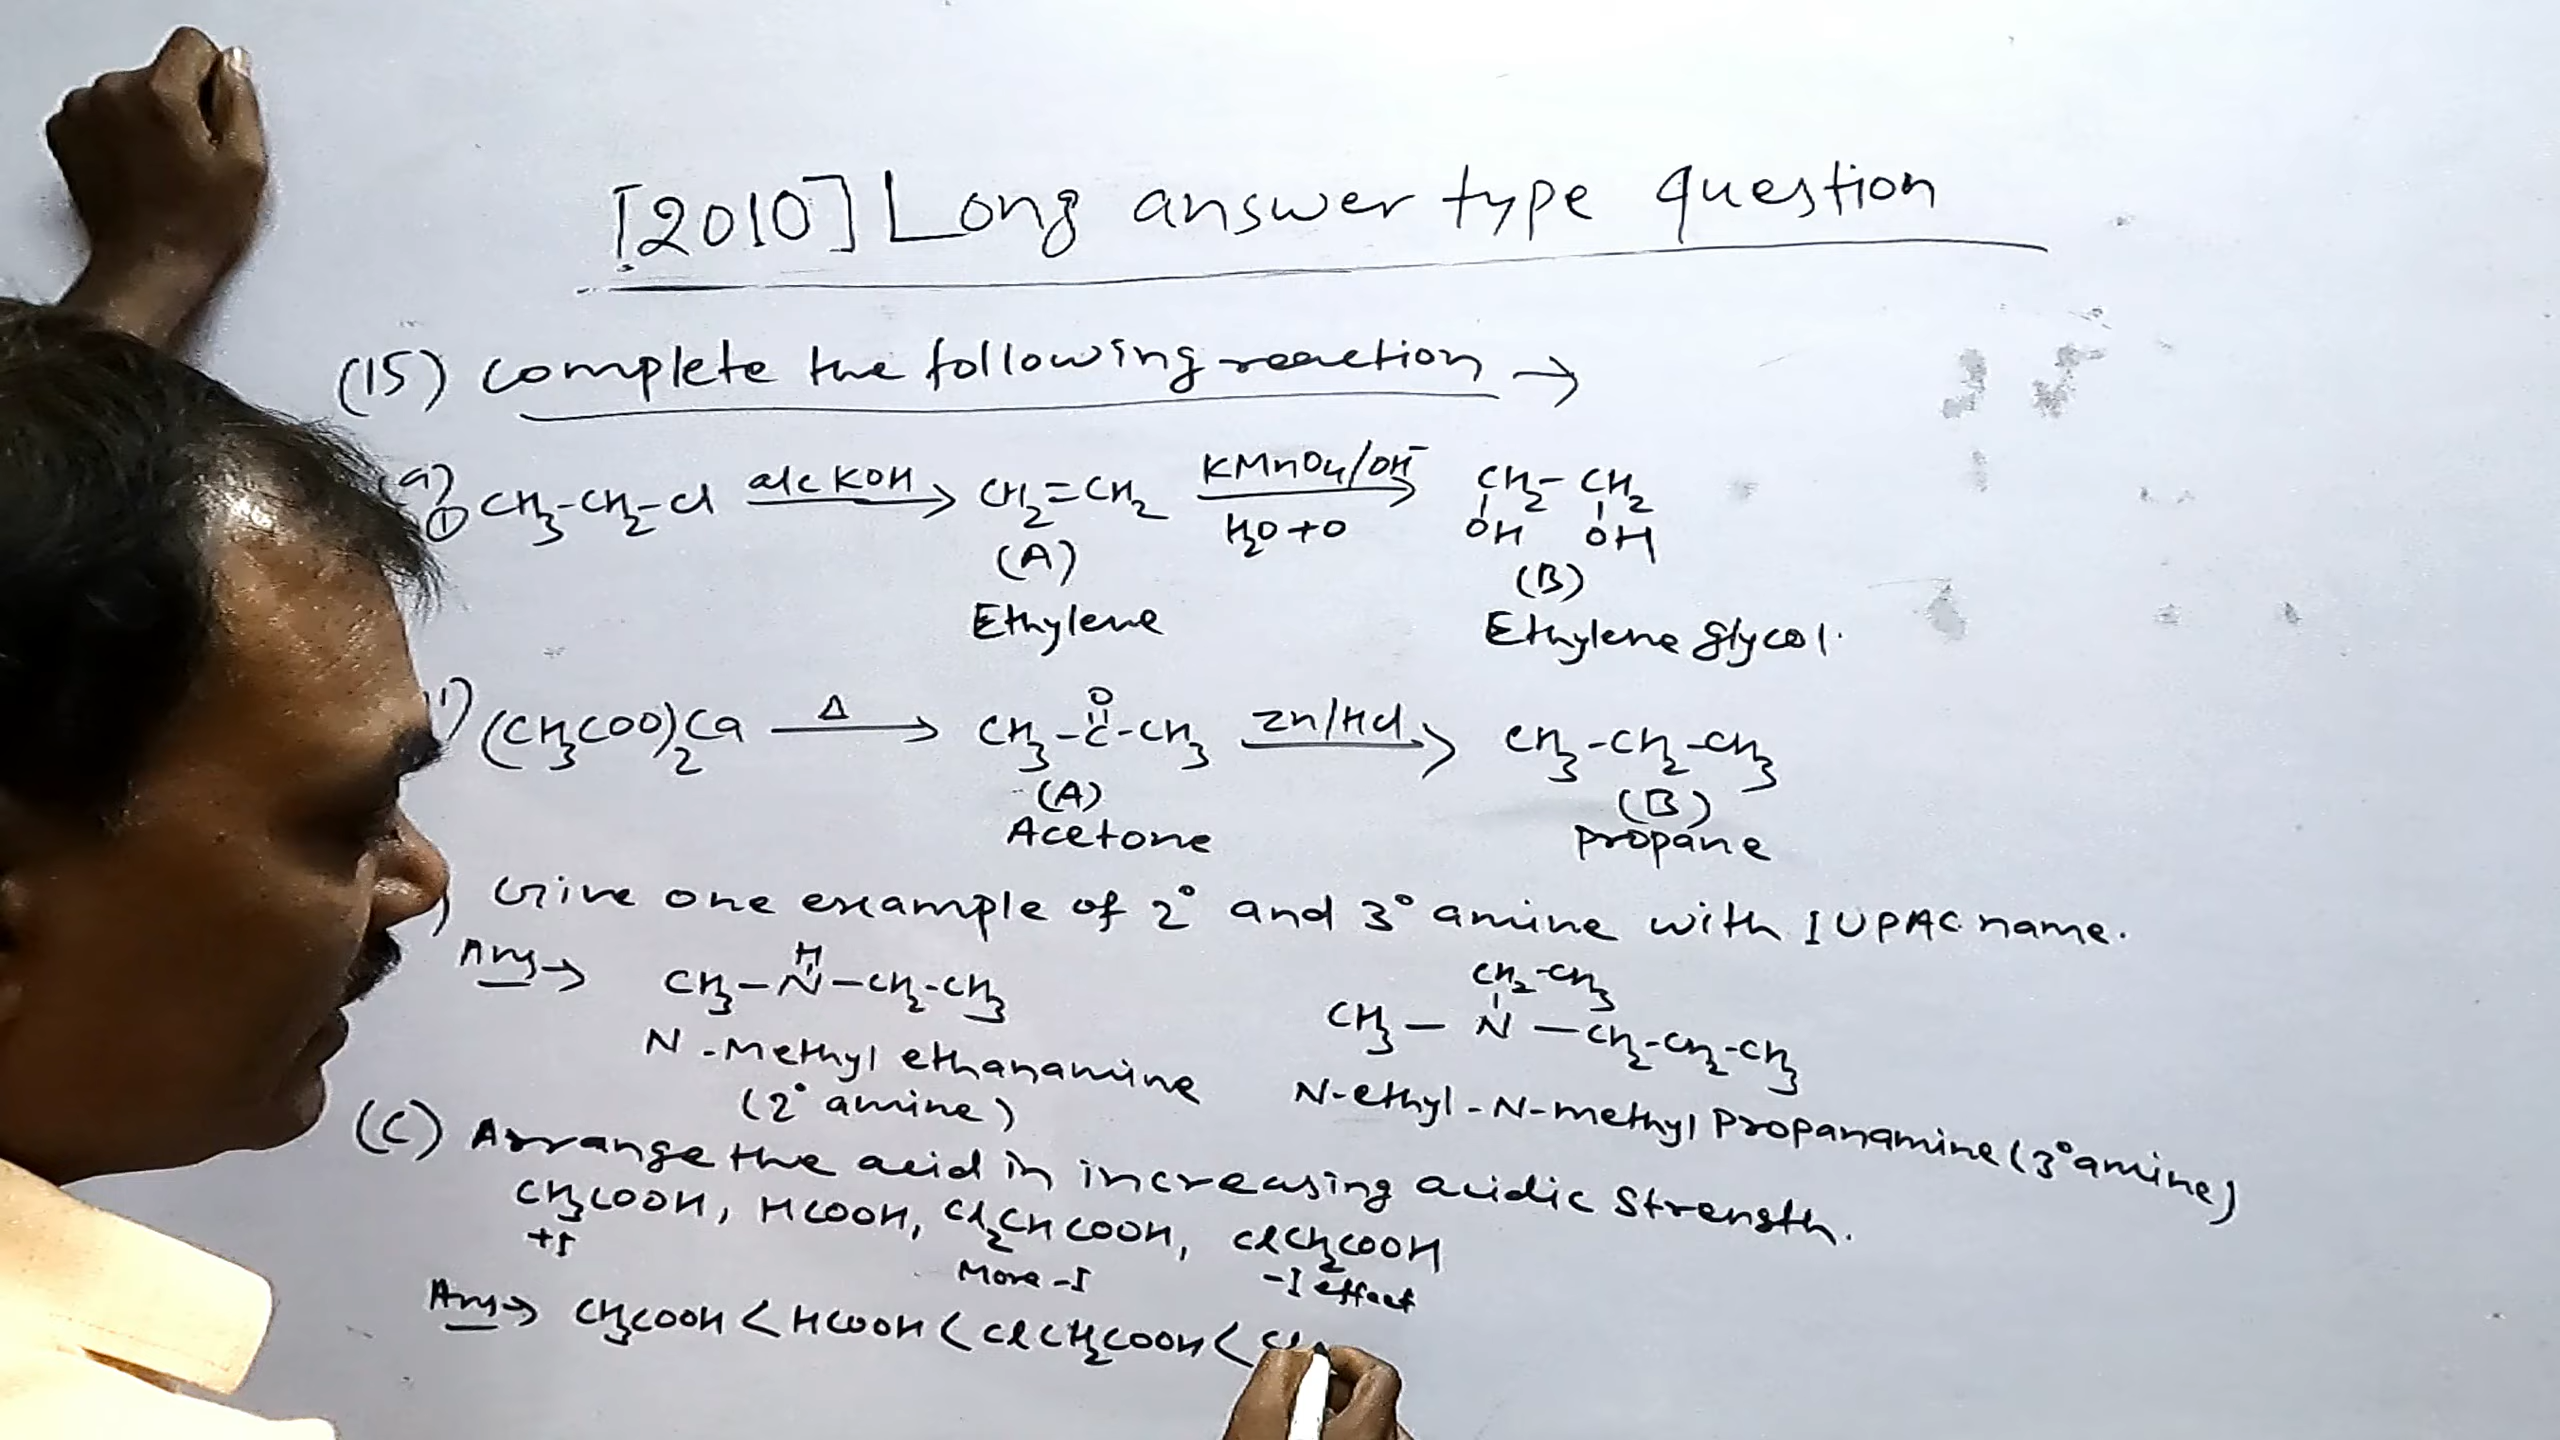 [2010] Long answer type question
(15) Complete the following reaction →
(a)
① CH3-CH2-Cl alc KOH → CH2=CH2 KMnO4/OH- → CH2-CH2
H2O+O OH OH
(A) (B)
Ethylene Ethylene glycol.
(CH3COO)2Ca Δ → CH3-C-CH3 Zn/HCl → CH3-CH2-CH3
O
(A) (B)
Acetone propane
Give one example of 2° and 3° amine with IUPAC name.
Ans → CH3-N-CH2-CH3 CH3-N-CH2-CH2-CH3
H CH2-CH3
N-Methyl ethanamine N-ethyl-N-methyl Propanamine (3° amine)
(2° amine)
(C) Arrange the acid in increasing acidic Strength.
CH3COOH, HCOOH, Cl2CHCOOH, ClCH2COOH
+I More -I -I effect
Ans → CH3COOH < HCOOH < ClCH2COOH < Cl